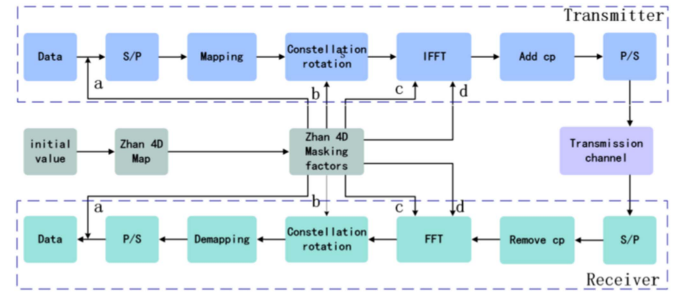 Transmitter
Data
S/P
Mapping
Constellation
rotation
s
IFFT
Add cp
P/S
a
b
c
d
initial
value
Zhan 4D
Map
Zhan 4D
Masking
factors
Transmission
channel
a
b
c
d
Data
P/S
Demapping
Constellation
rotation
FFT
Remove cp
S/P
Receiver